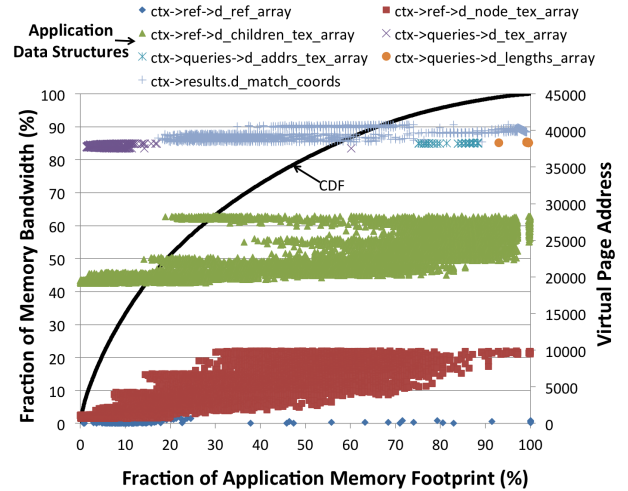 ctx->ref->d_ref_array ctx->ref->d_node_tex_array
Application Data Structures
ctx->ref->d_children_tex_array ctx->queries->d_tex_array
ctx->queries->d_addrs_tex_array ctx->queries->d_lengths_array
ctx->results.d_match_coords
Fraction of Memory Bandwidth (%)
100
90
80
70
60
50
40
30
20
10
0
CDF
45000
40000
35000
30000
25000
20000
15000
10000
5000
0
Virtual Page Address
0 10 20 30 40 50 60 70 80 90 100
Fraction of Application Memory Footprint (%)